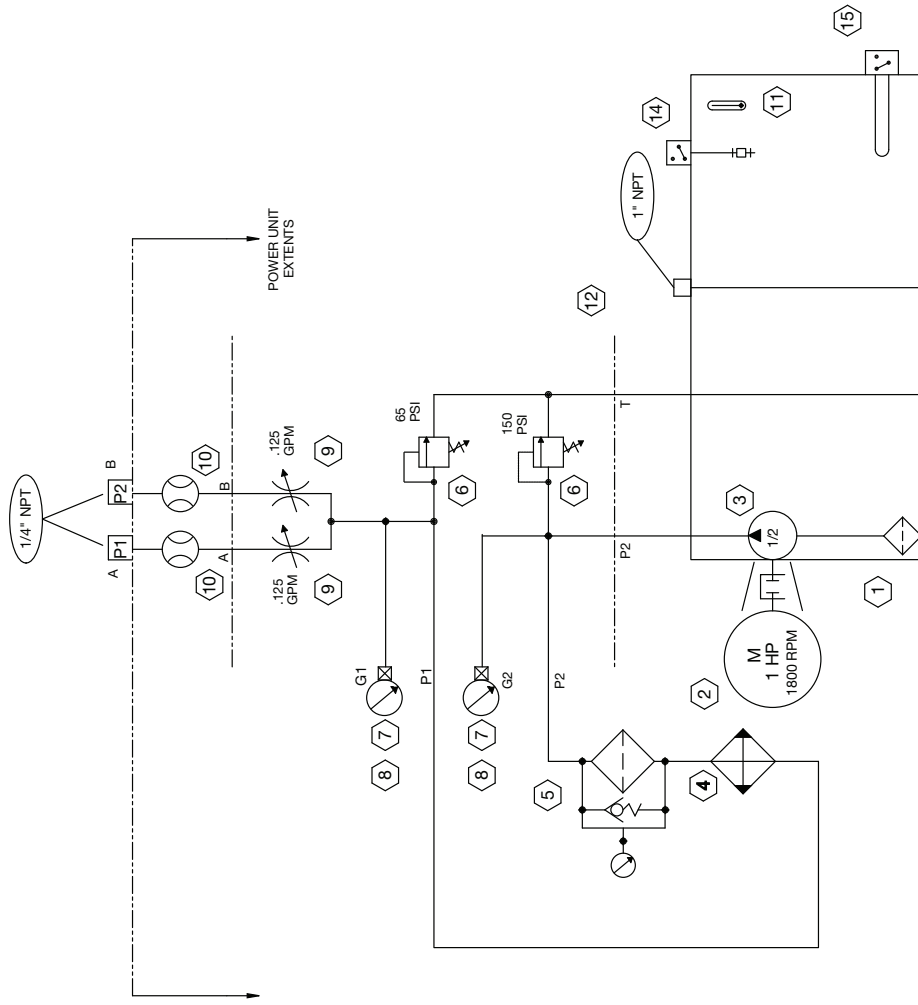 1/4" NPT
A
B
P1
P2
10
10
A
B
POWER UNIT
EXTENTS
.125
GPM
.125
GPM
9
9
G1
7
8
P1
65
PSI
6
G2
7
8
P2
150
PSI
6
12
T
P2
5
4
2
M
1 HP
1800 RPM
3
1/2
1
1" NPT
14
11
15